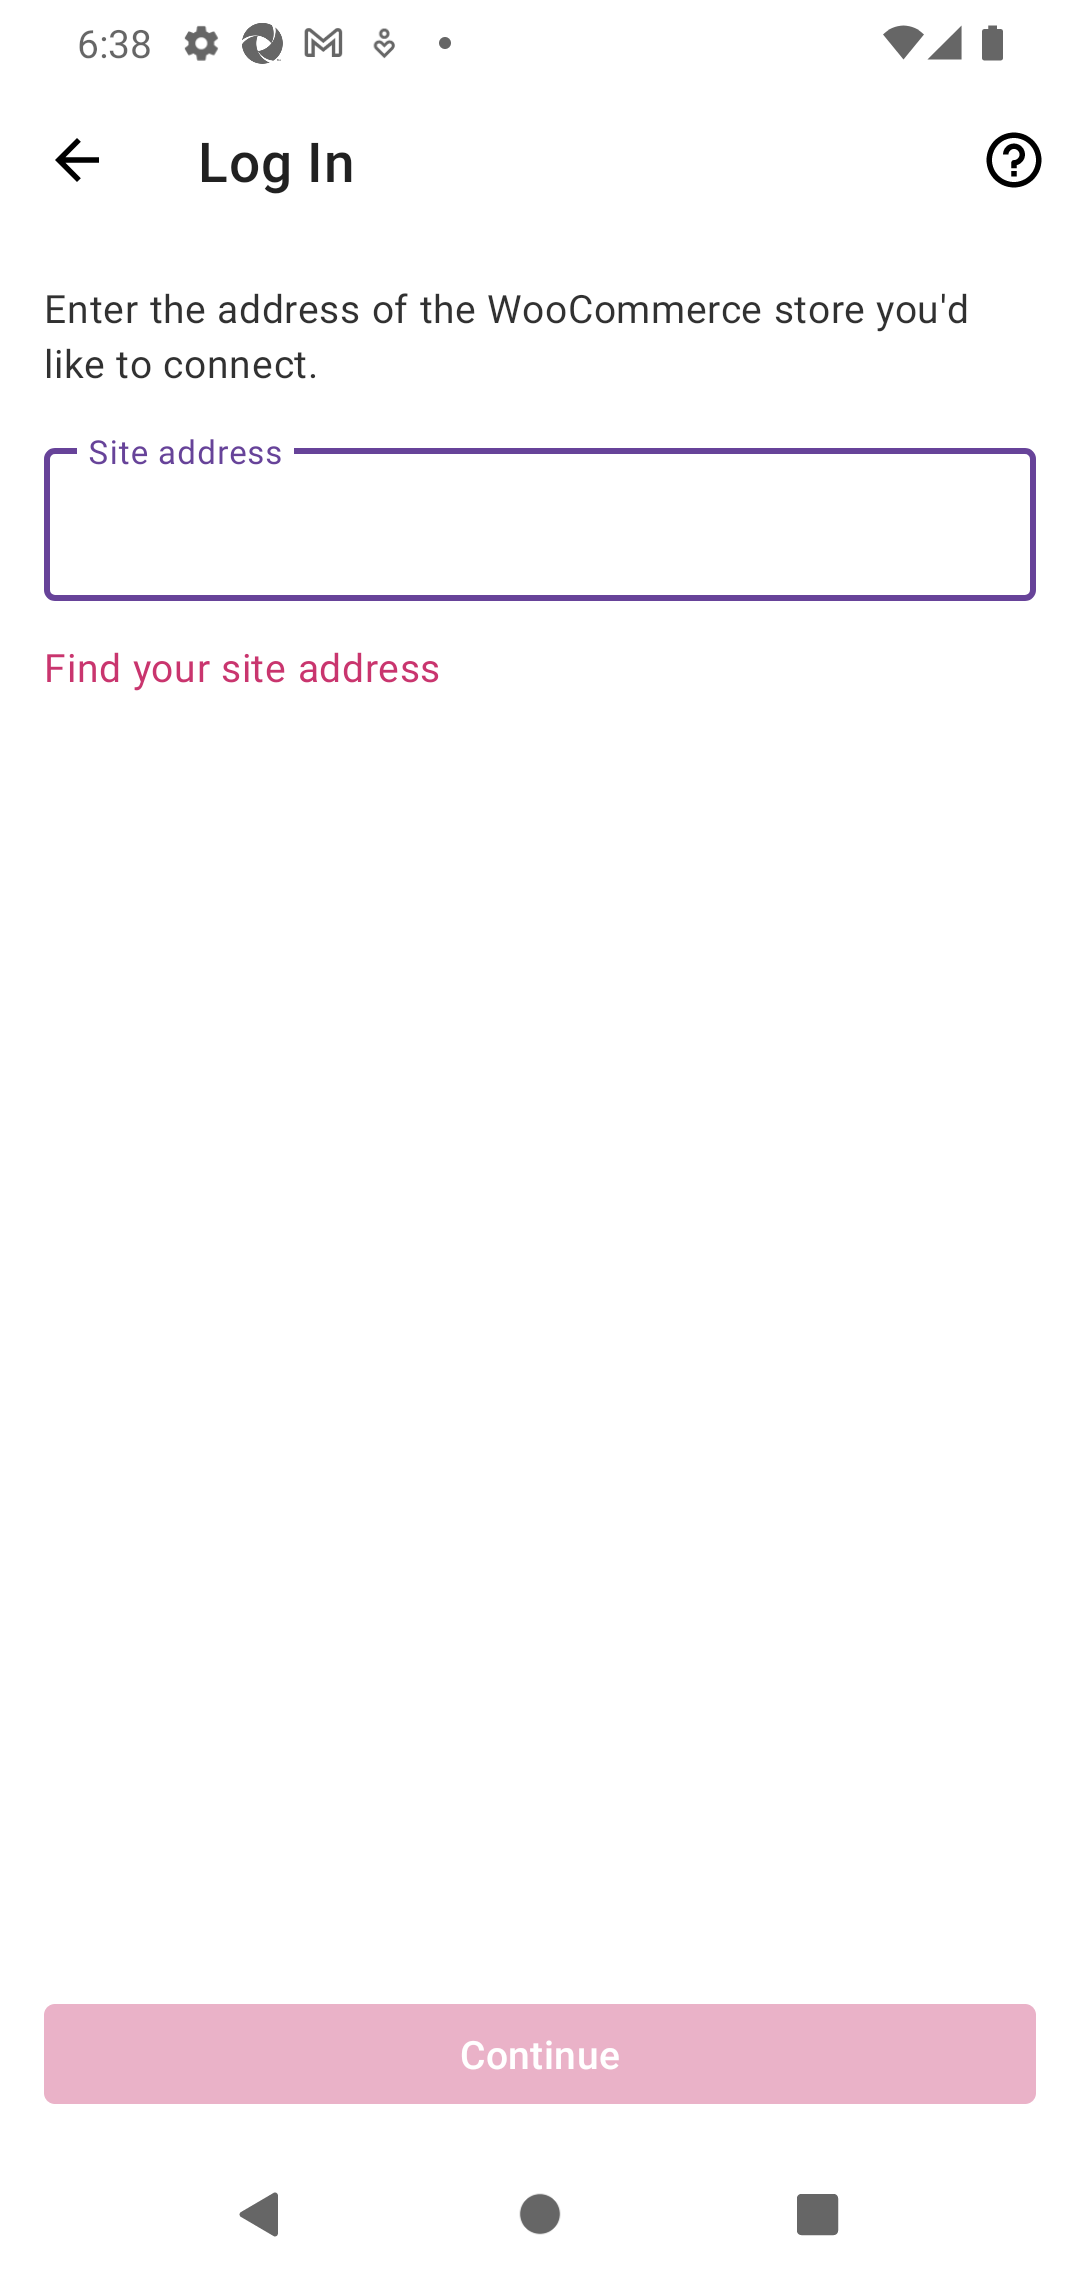 6:38
Log In
Enter the address of the WooCommerce store you'd
like to connect.
Site address
Find your site address
Continue